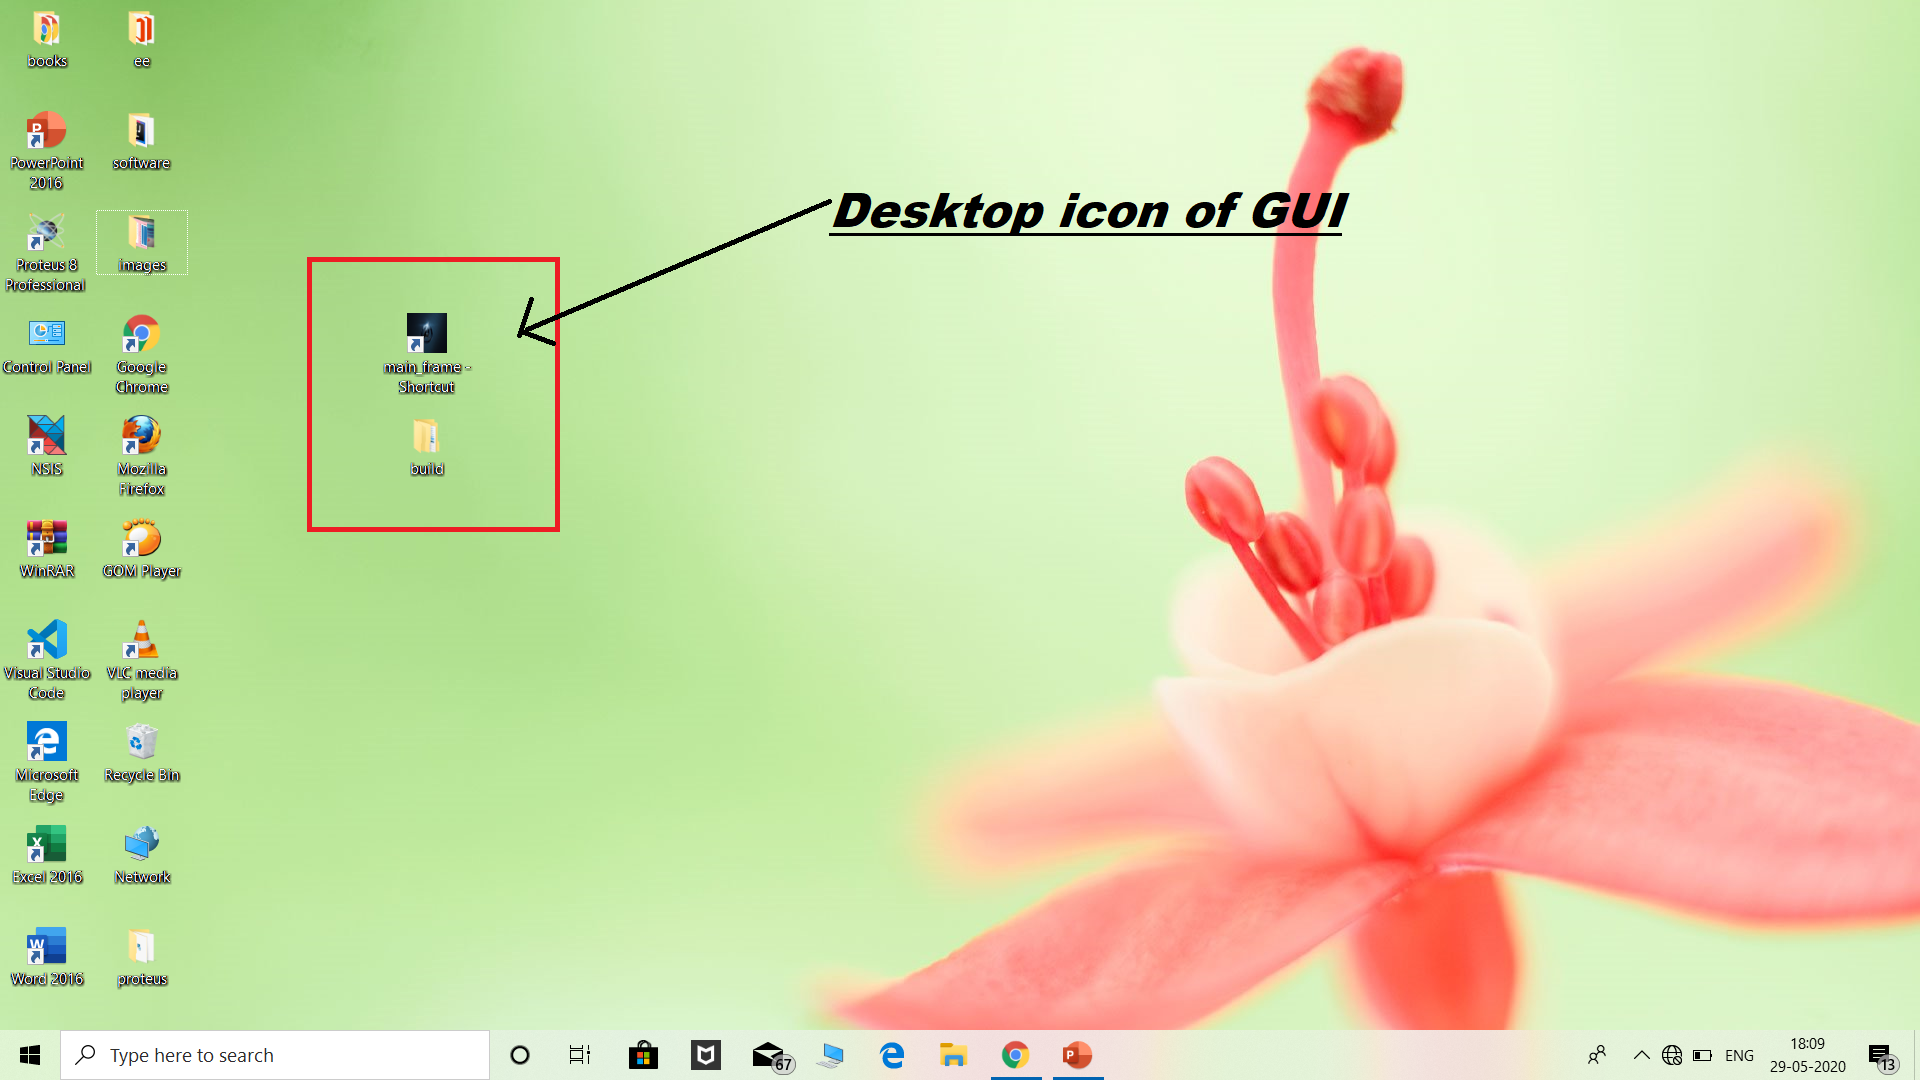 books
ee
PowerPoint
2016
software
Proteus 8
Professional
images
Control Panel
Google
Chrome
NSIS
Mozilla
Firefox
WinRAR
GOM Player
Visual Studio
Code
VLC media
player
Microsoft
Edge
Recycle Bin
Excel 2016
Network
Word 2016
proteus
main_frame -
Shortcut
build
Desktop icon of GUI
Type here to search
67
ENG
18:09
29-05-2020
13